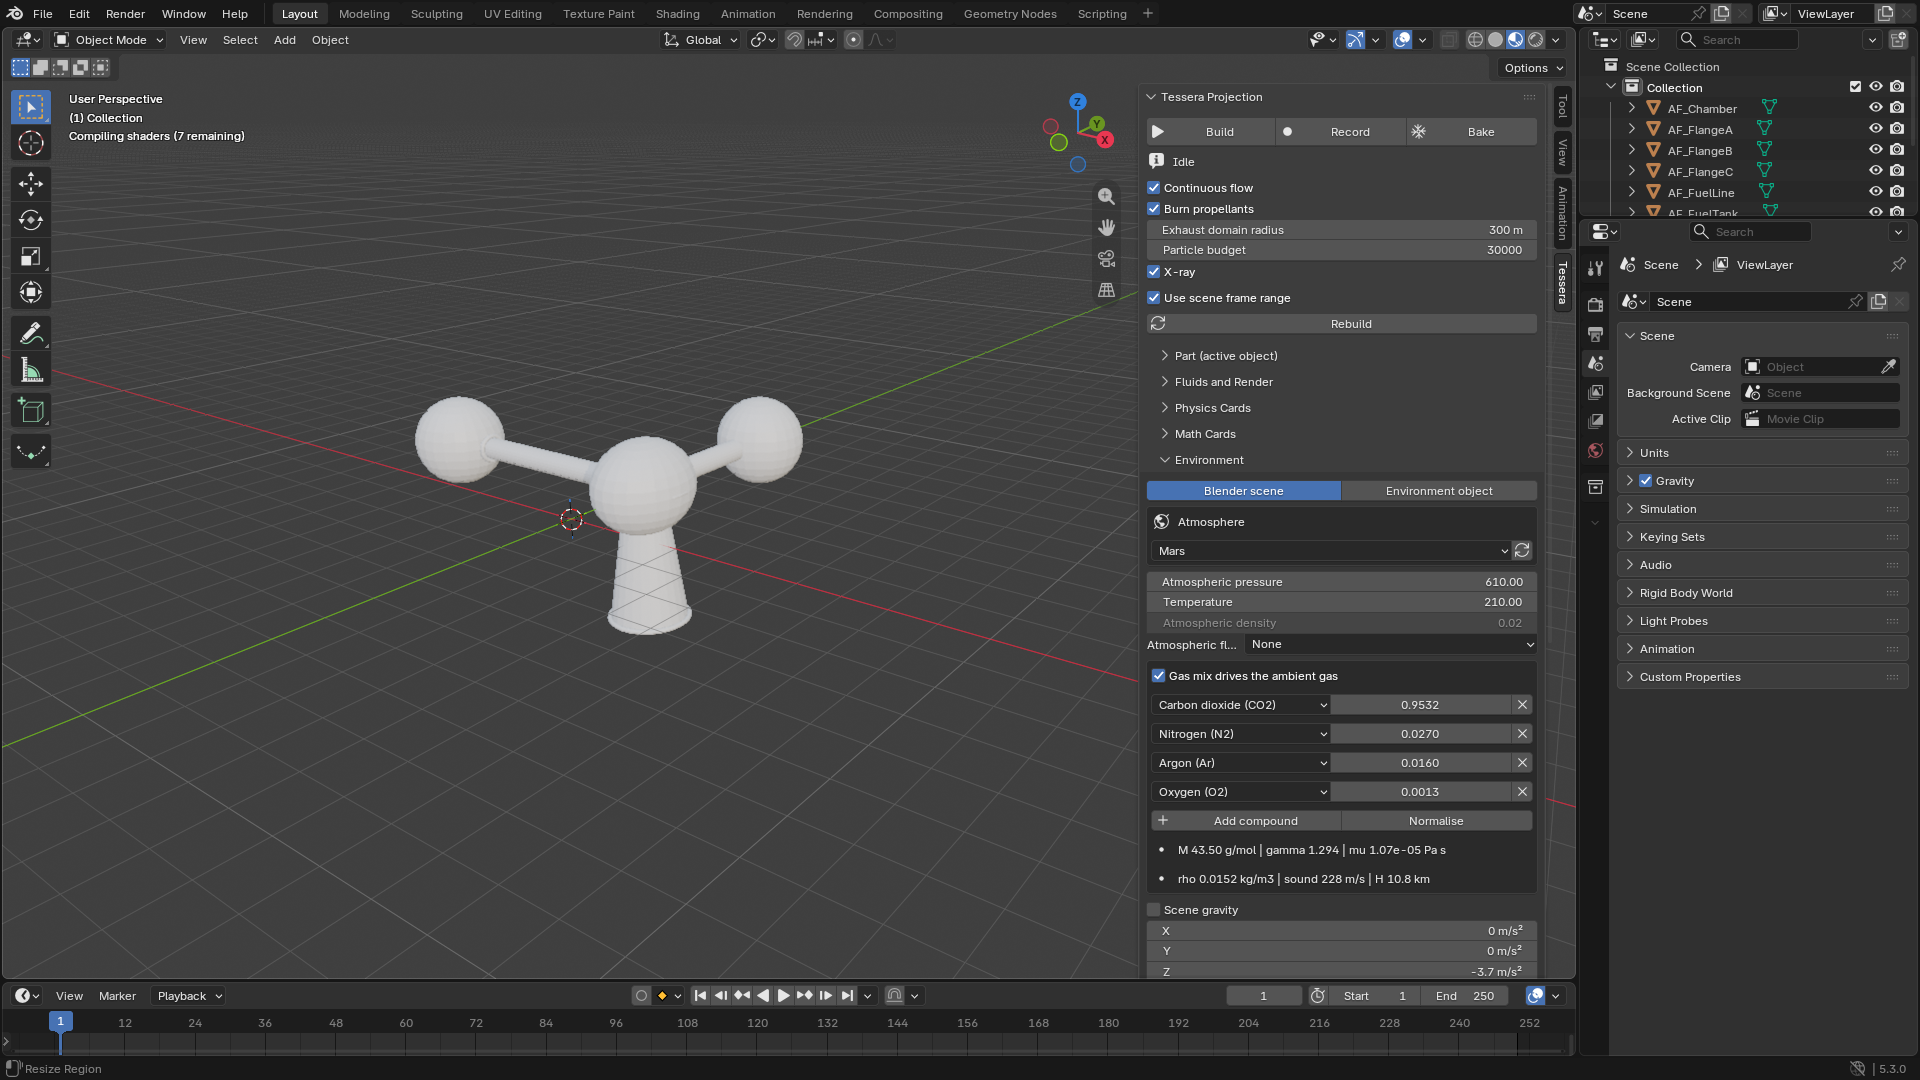 File Edit Render Window Help Layout Modeling Sculpting UV Editing Texture Paint Shading Animation Rendering Compositing Geometry Nodes Scripting Scene ViewLayer
Object Mode View Select Add Object Global Search
Options
User Perspective
(1) Collection
Compiling shaders (7 remaining)
Z
Y
X
Tessera Projection
Build Record Bake
Idle
Continuous flow
Burn propellants
Exhaust domain radius 300 m
Particle budget 30000
X-ray
Use scene frame range
Rebuild
Part (active object)
Fluids and Render
Physics Cards
Math Cards
Environment
Blender scene Environment object
Atmosphere
Mars
Atmospheric pressure 610.00
Temperature 210.00
Atmospheric density 0.02
Atmospheric fl... None
Gas mix drives the ambient gas
Carbon dioxide (CO2) 0.9532
Nitrogen (N2) 0.0270
Argon (Ar) 0.0160
Oxygen (O2) 0.0013
Add compound Normalise
• M 43.50 g/mol | gamma 1.294 | mu 1.07e-05 Pa s
• rho 0.0152 kg/m3 | sound 228 m/s | H 10.8 km
Scene gravity
X 0 m/s²
Y 0 m/s²
Z -3.7 m/s²
Tool
View
Animation
Tessera
Scene Collection
Collection
AF_Chamber
AF_FlangeA
AF_FlangeB
AF_FlangeC
AF_FuelLine
AF_FuelTank
Search
Scene ViewLayer
Scene
Scene
Camera Object
Background Scene Scene
Active Clip Movie Clip
Units
Gravity
Simulation
Keying Sets
Audio
Rigid Body World
Light Probes
Animation
Custom Properties
View Marker Playback 1 Start 1 End 250
1 12 24 36 48 60 72 84 96 108 120 132 144 156 168 180 192 204 216 228 240 252
Resize Region 5.3.0